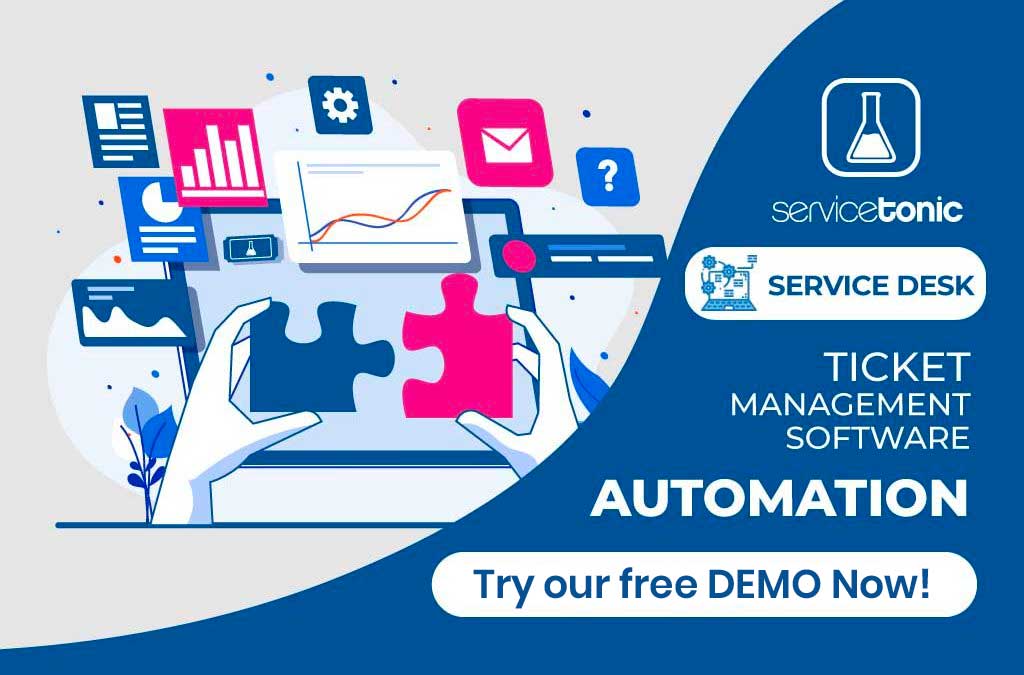 servicetonic
SERVICE DESK
TICKET
MANAGEMENT
SOFTWARE
AUTOMATION
Try our free DEMO Now!
?